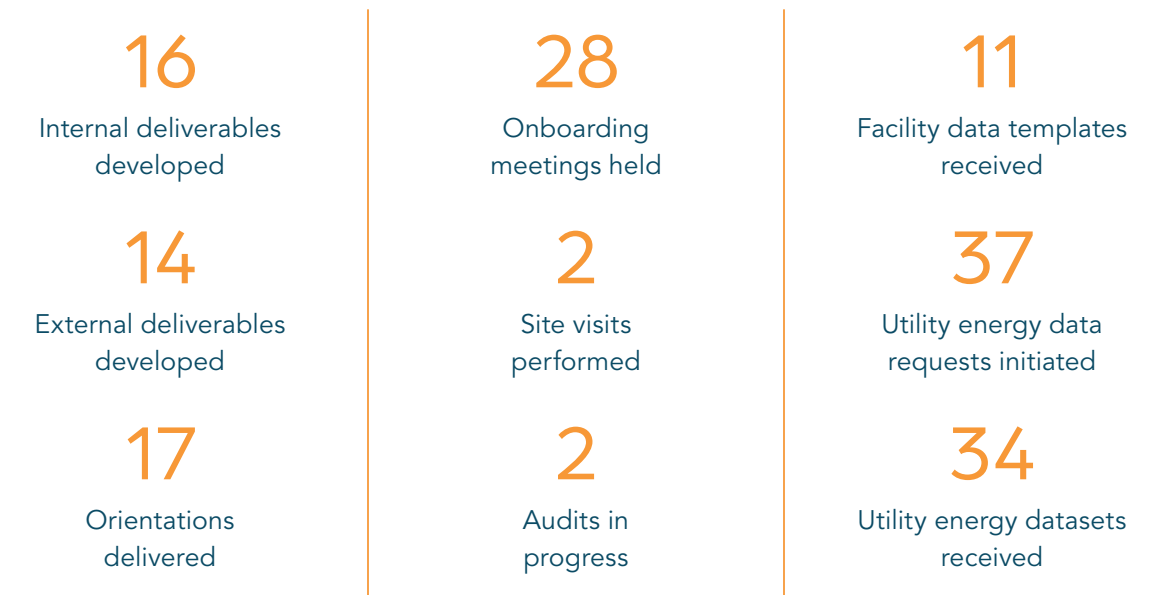 16
Internal deliverables
developed
14
External deliverables
developed
17
Orientations
delivered
28
Onboarding
meetings held
2
Site visits
performed
2
Audits in
progress
11
Facility data templates
received
37
Utility energy data
requests initiated
34
Utility energy datasets
received